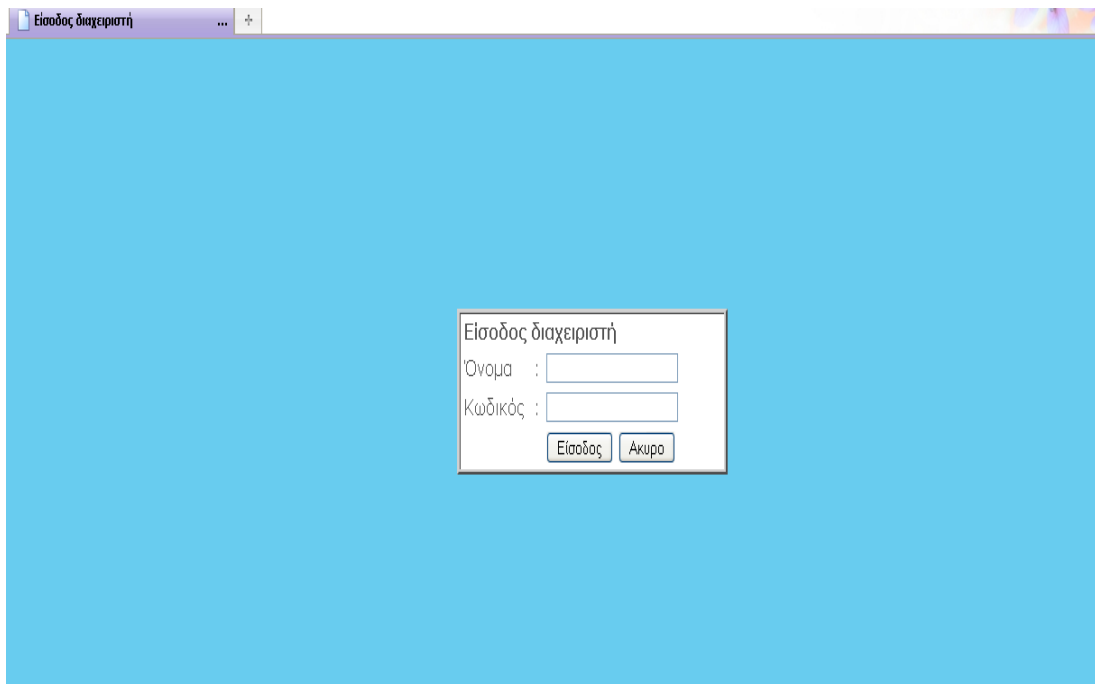 Είσοδος διαχειριστή ...
Είσοδος διαχειριστή
Όνομα :
Κωδικός :
Είσοδος Ακυρο